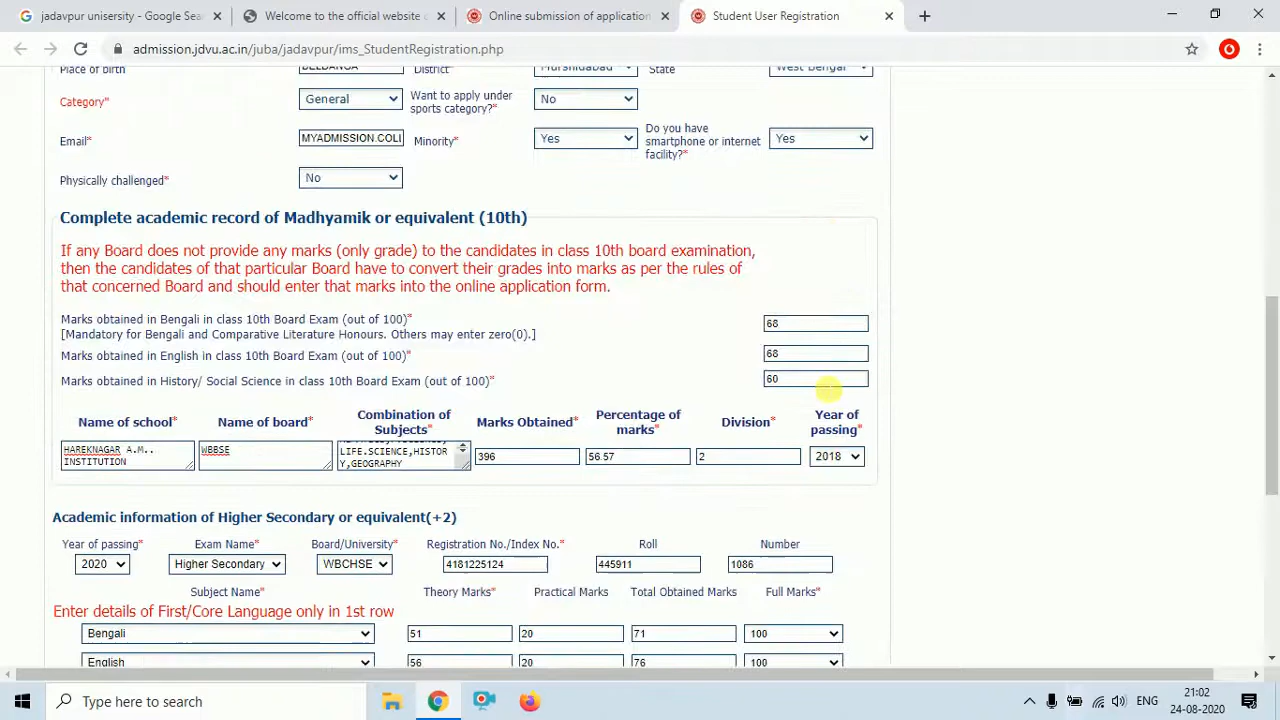 jadavpur unisersity - Google Sea
Welcome to the official website o
Online submission of application
Student User Registration
admission.jdvu.ac.in/juba/jadavpur/ims_StudentRegistration.php
Place of birth BELDANGA District* Murshidabad State West Bengal
Category* General Want to apply under sports category?* No
Email* MYADMISSION.COLI Minority* Yes Do you have smartphone or internet facility?* Yes
Physically challenged* No
Complete academic record of Madhyamik or equivalent (10th)
If any Board does not provide any marks (only grade) to the candidates in class 10th board examination,
then the candidates of that particular Board have to convert their grades into marks as per the rules of
that concerned Board and should enter that marks into the online application form.
Marks obtained in Bengali in class 10th Board Exam (out of 100)* 68
[Mandatory for Bengali and Comparative Literature Honours. Others may enter zero(0).]
Marks obtained in English in class 10th Board Exam (out of 100)* 68
Marks obtained in History/ Social Science in class 10th Board Exam (out of 100)* 60
Name of school* Name of board* Combination of Subjects* Marks Obtained* Percentage of marks* Division* Year of passing*
HAREKNAGAR A.M.. INSTITUTION WBBSE LIFE.SCIENCE,HISTORY,GEOGRAPHY 396 56.57 2 2018
Academic information of Higher Secondary or equivalent(+2)
Year of passing* Exam Name* Board/University* Registration No./Index No.* Roll Number
2020 Higher Secondary WBCHSE 4181225124 445911 1086
Subject Name* Theory Marks* Practical Marks Total Obtained Marks Full Marks*
Enter details of First/Core Language only in 1st row
Bengali 51 20 71 100
English 56 20 76 100
Type here to search
ENG
21:02
24-08-2020